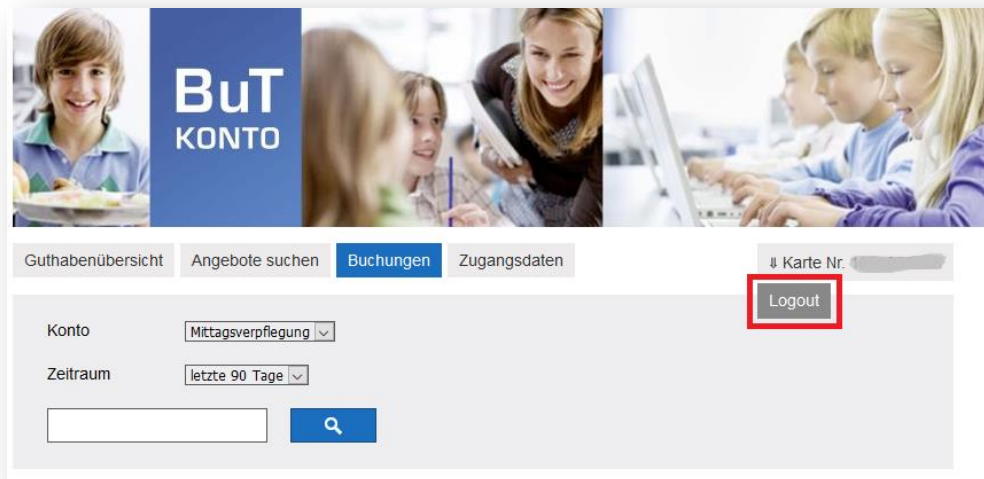 BuT
KONTO
Guthabenübersicht Angebote suchen Buchungen Zugangsdaten ⇓ Karte Nr.
Logout
Konto Mittagsverpflegung
Zeitraum letzte 90 Tage